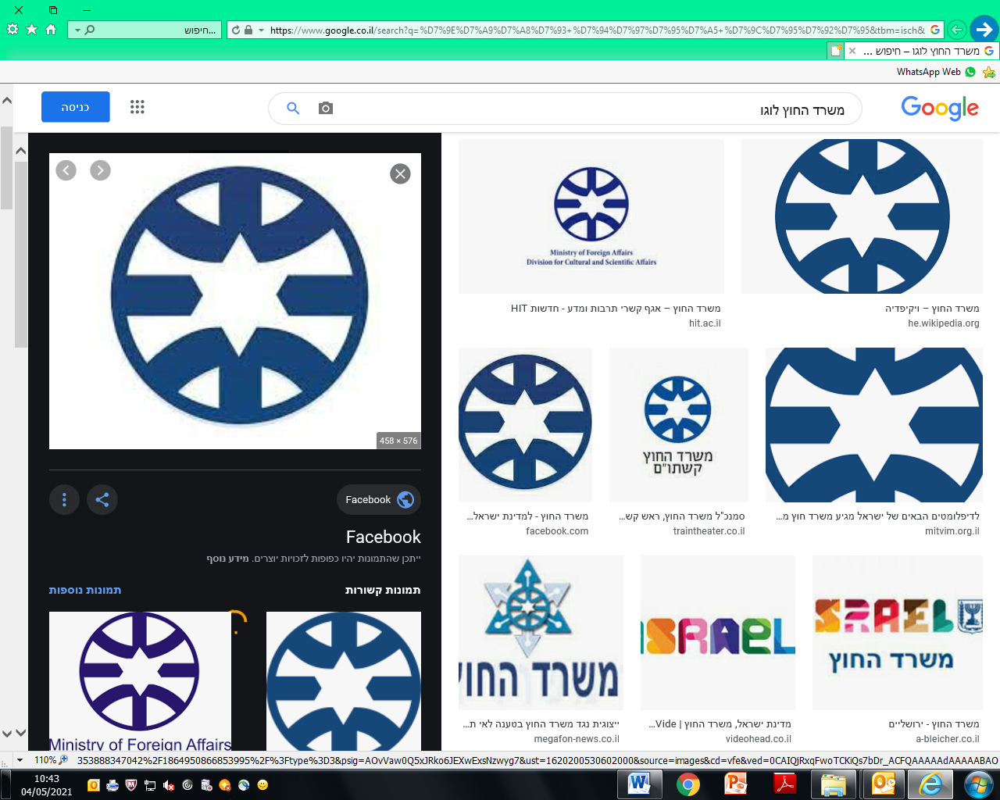 https://www.google.co.il/search?q=%D7%9E%D7%A9%D7%A8%D7%93+%D7%94%D7%97%D7%95%D7%A5+%D7%9C%D7%95%D7%92%D7%95&tbm=isch&
חיפוש...
משרד החוץ לוגו – חיפוש ...
WhatsApp Web
Google
משרד החוץ לוגו
כניסה
Ministry of Foreign Affairs
Division for Cultural and Scientific Affairs
משרד החוץ – ויקיפדיה
he.wikipedia.org
משרד החוץ – אגף קשרי תרבות ומדע - חדשות HIT
hit.ac.il
משרד החוץ
קשתו"ם
לדיפלומטים הבאים של ישראל מגיע משרד חוץ מ...
mitvim.org.il
סמנכ"ל משרד החוץ, ראש קש...
traintheater.co.il
משרד החוץ - למדינת ישראל...
facebook.com
SRAEL
משרד החוץ
ISRAEL
משרד החוץ
משרד החוץ - ירושליים
a-bleicher.co.il
מדינת ישראל, משרד החוץ | Vide...
videohead.co.il
ייצוגית נגד משרד החוץ בטענה לאי ת...
megafon-news.co.il
458 × 576
Facebook
Facebook
ייתכן שהתמונות יהיו כפופות לזכויות יוצרים. מידע נוסף
תמונות קשורות
תמונות נוספות
Ministry of Foreign Affairs
110%
353888347042%2F1864950866853995%2F%3Ftype%3D3&psig=AOvVaw0Q5xJRko6JEXwExsNzwyg7&ust=1620200530602000&source=images&cd=vfe&ved=0CAIQjRxqFwoTCKiQs7bDr_ACFQAAAAAdAAAAABAO
10:43
04/05/2021